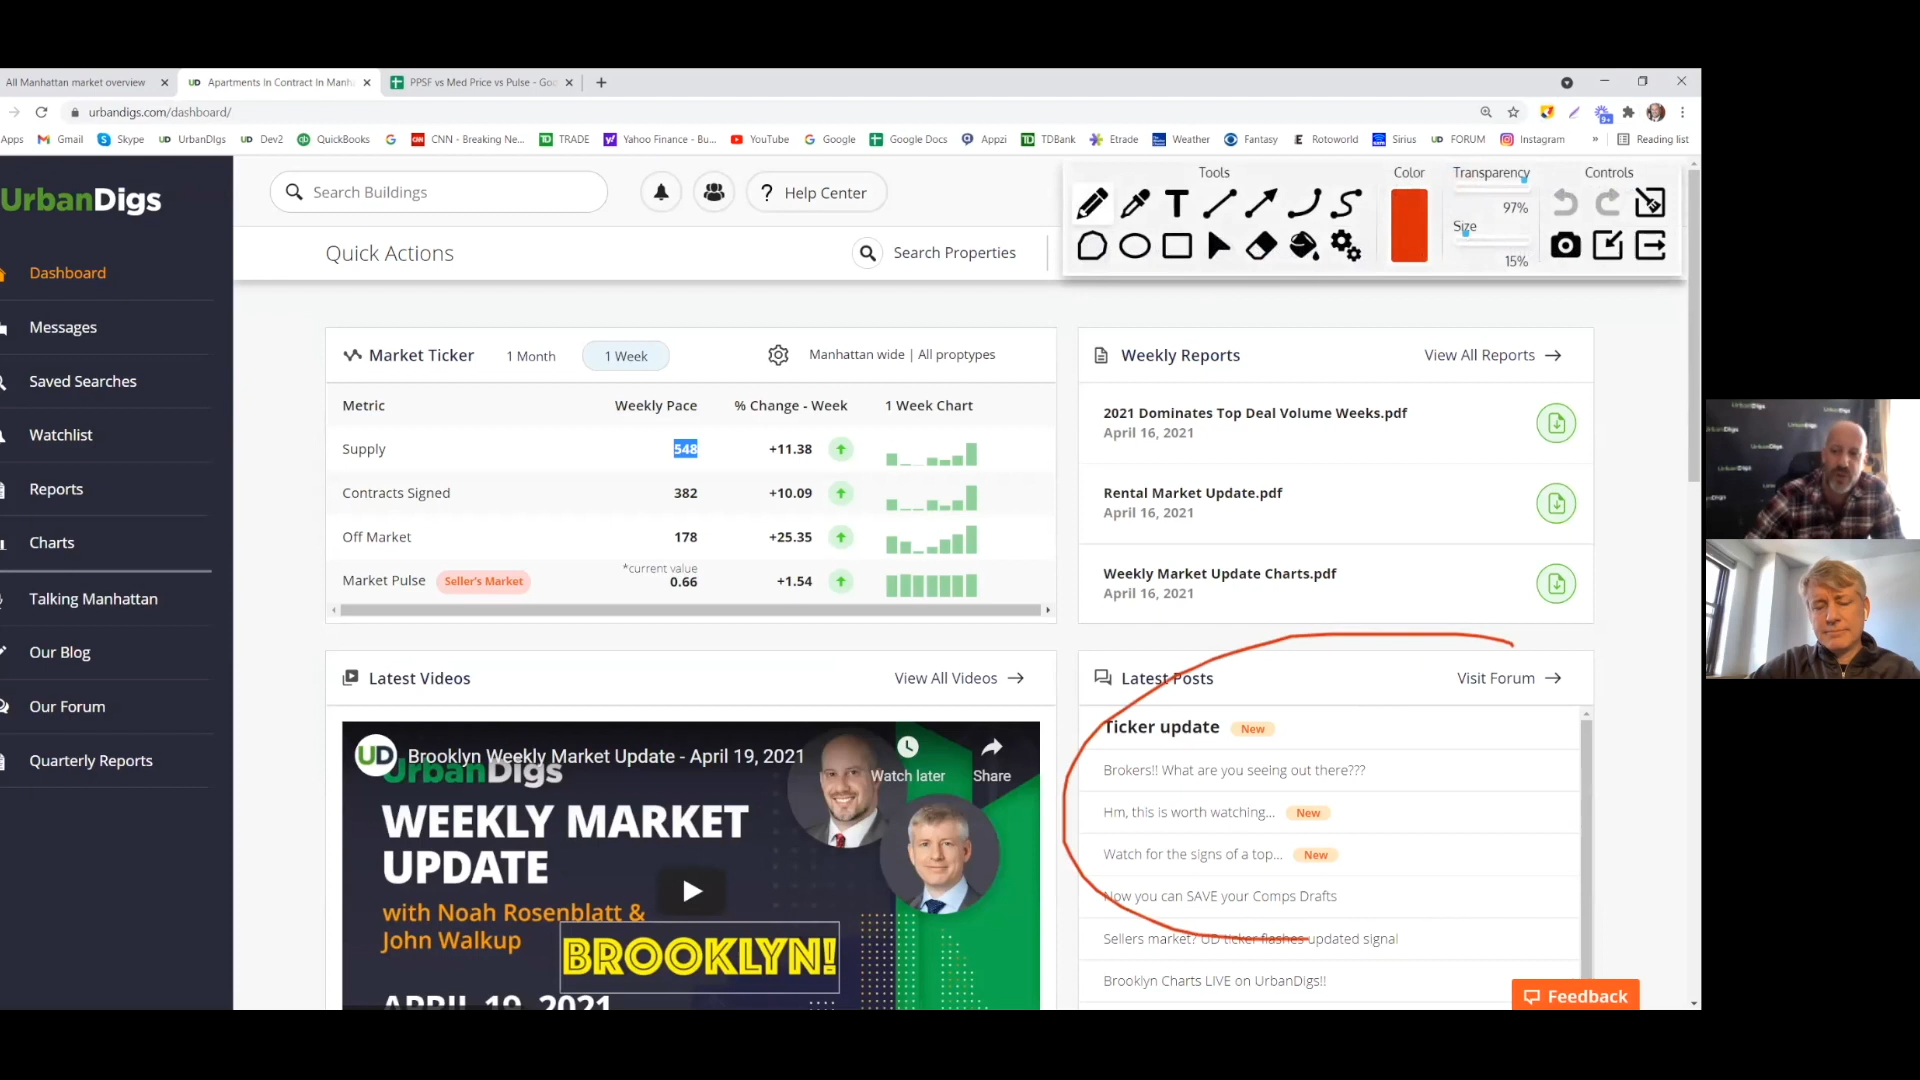 All Manhattan market overview
UD Apartments In Contract In Manh
PPSF vs Med Price vs Pulse - Goo
urbandigs.com/dashboard/
Apps Gmail Skype UrbanDIgs Dev2 QuickBooks CNN - Breaking Ne... TRADE Yahoo Finance - Bu... YouTube Google Google Docs Appzi TDBank Etrade Weather Fantasy Rotoworld Sirius FORUM Instagram » Reading list
UrbanDigs
Search Buildings
? Help Center
Tools Color Transparency Controls
97%
Size
15%
Quick Actions
Search Properties
Dashboard
Messages
Saved Searches
Watchlist
Reports
Charts
Talking Manhattan
Our Blog
Our Forum
Quarterly Reports
Market Ticker 1 Month 1 Week Manhattan wide | All proptypes
Metric Weekly Pace % Change - Week 1 Week Chart
Supply 548 +11.38
Contracts Signed 382 +10.09
Off Market 178 +25.35
*current value
Market Pulse Seller's Market 0.66 +1.54
Weekly Reports View All Reports
2021 Dominates Top Deal Volume Weeks.pdf
April 16, 2021
Rental Market Update.pdf
April 16, 2021
Weekly Market Update Charts.pdf
April 16, 2021
Latest Videos View All Videos
UD Brooklyn Weekly Market Update - April 19, 2021
Watch later Share
UrbanDigs
WEEKLY MARKET
UPDATE
with Noah Rosenblatt &
John Walkup
BROOKLYN!
APRIL 19, 2021
Latest Posts Visit Forum
Ticker update New
Brokers!! What are you seeing out there???
Hm, this is worth watching... New
Watch for the signs of a top... New
Now you can SAVE your Comps Drafts
Sellers market? UD ticker flashes updated signal
Brooklyn Charts LIVE on UrbanDigs!!
Feedback